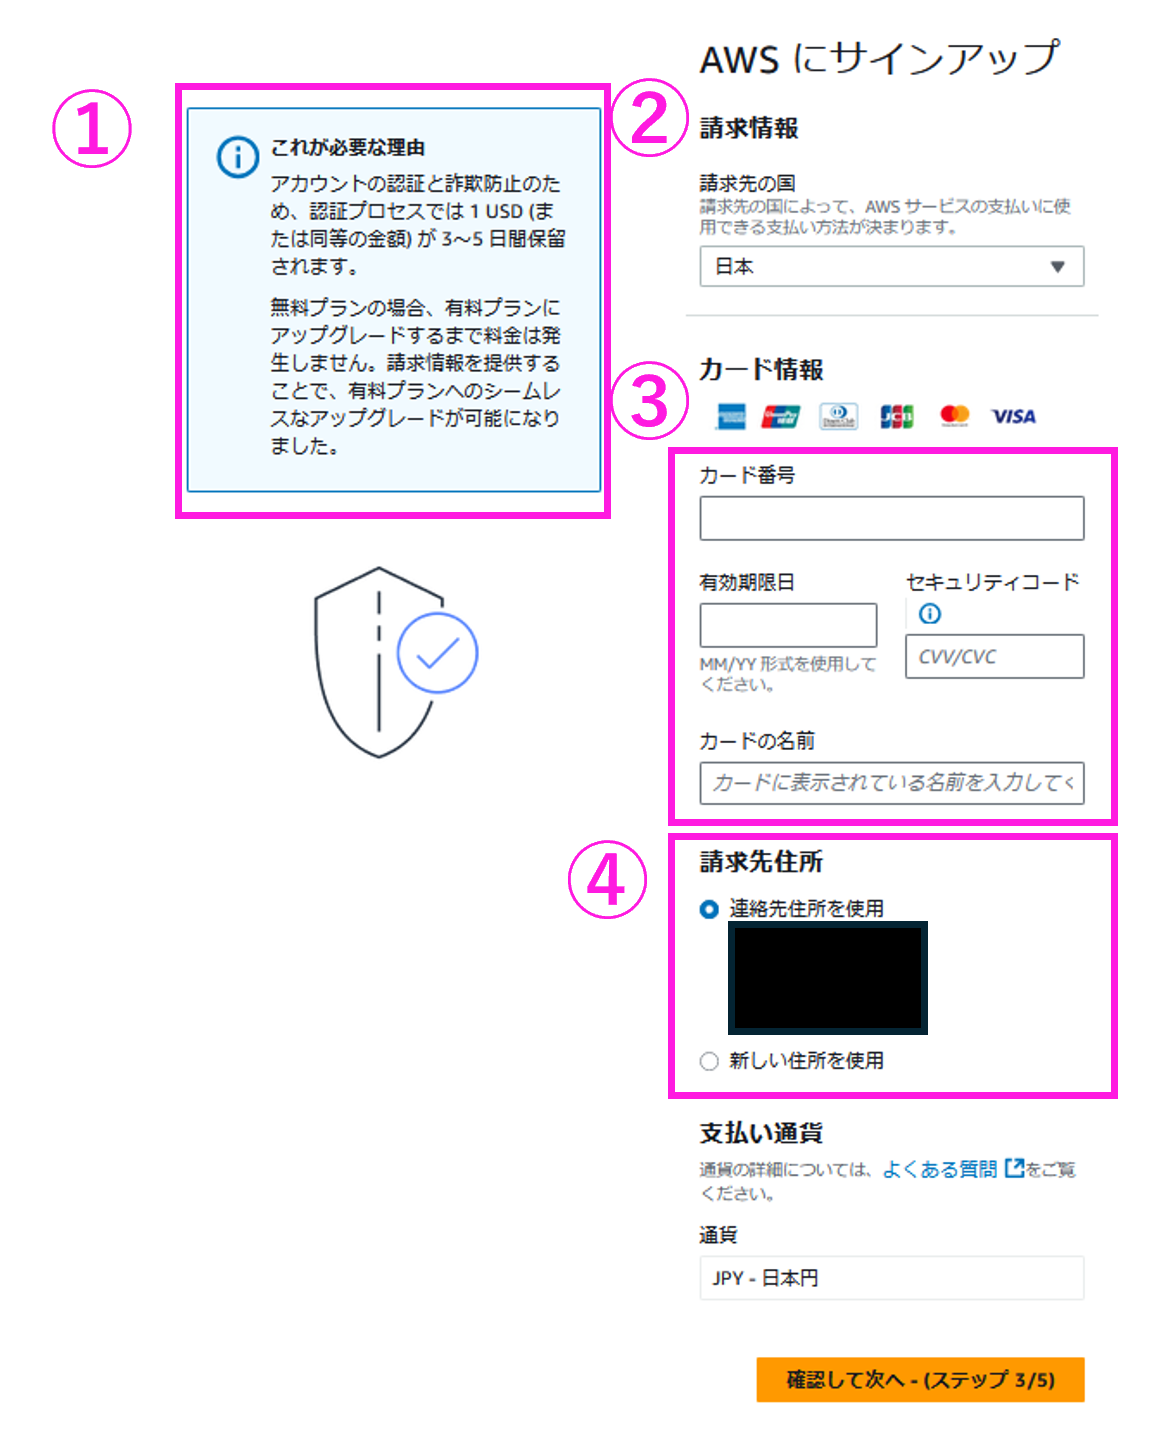 ①
これが必要な理由
アカウントの認証と詐欺防止のた
め、認証プロセスでは 1 USD (ま
たは同等の金額) が 3～5 日間保留
されます。
無料プランの場合、有料プランに
アップグレードするまで料金は発
生しません。請求情報を提供する
ことで、有料プランへのシームレ
スなアップグレードが可能になり
ました。
AWS にサインアップ
②
請求情報
請求先の国
請求先の国によって、AWS サービスの支払いに使
用できる支払い方法が決まります。
日本
③
カード情報
JCB VISA
カード番号
有効期限日
セキュリティコード
MM/YY 形式を使用して
ください。
CVV/CVC
カードの名前
カードに表示されている名前を入力してく
④
請求先住所
連絡先住所を使用
新しい住所を使用
支払い通貨
通貨の詳細については、よくある質問 をご覧
ください。
通貨
JPY - 日本円
確認して次へ - (ステップ 3/5)